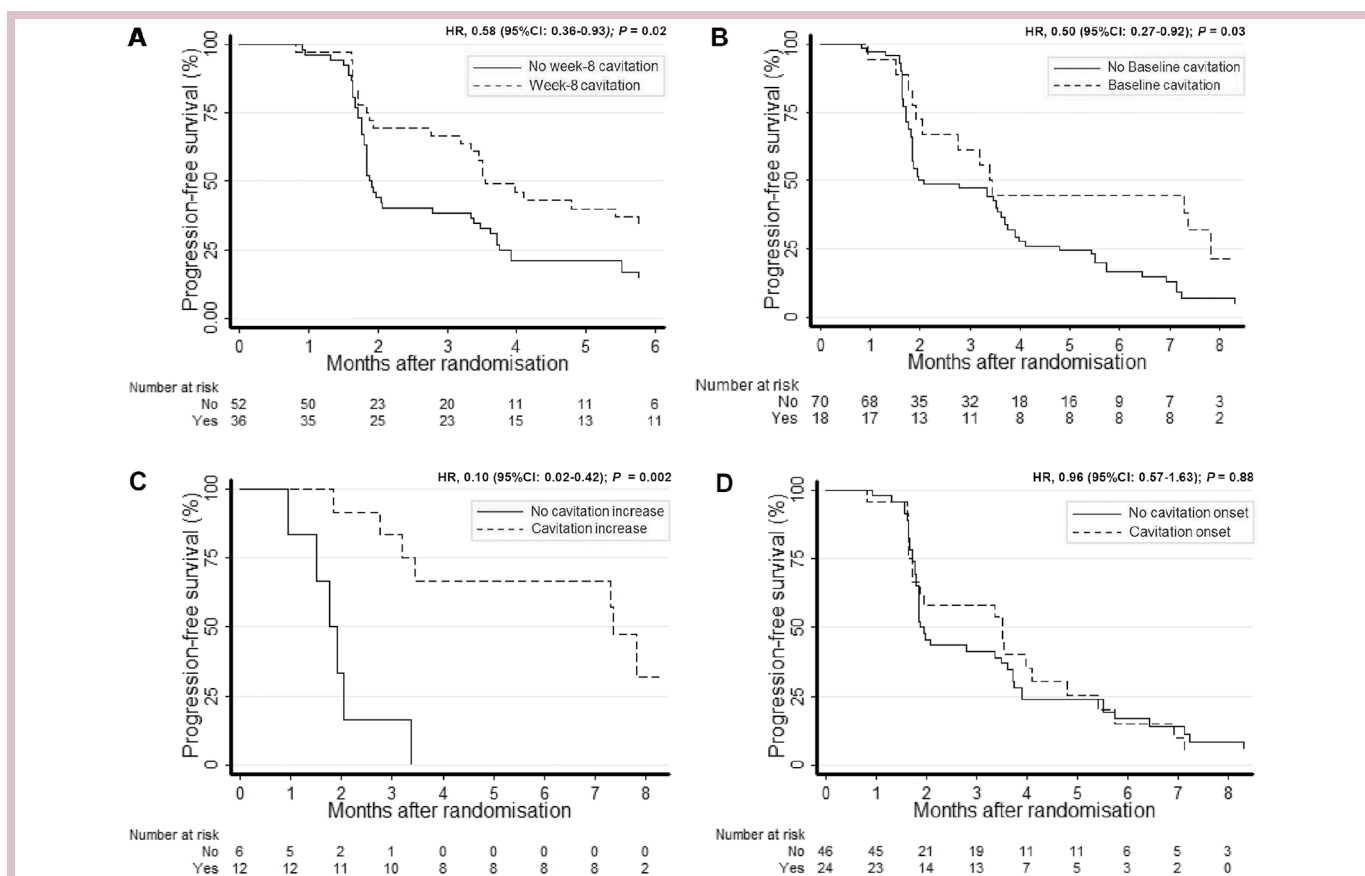 A
HR, 0.58 (95%CI: 0.36-0.93); P = 0.02
No week-8 cavitation
Week-8 cavitation
Progression-free survival (%)
100
75
50
25
0.00
0 1 2 3 4 5 6
Months after randomisation
Number at risk
No 52 50 23 20 11 11 6
Yes 36 35 25 23 15 13 11
B
HR, 0.50 (95%CI: 0.27-0.92); P = 0.03
No Baseline cavitation
Baseline cavitation
Progression-free survival (%)
100
75
50
25
0
0 1 2 3 4 5 6 7 8
Months after randomisation
Number at risk
No 70 68 35 32 18 16 9 7 3
Yes 18 17 13 11 8 8 8 8 2
C
HR, 0.10 (95%CI: 0.02-0.42); P = 0.002
No cavitation increase
Cavitation increase
Progression-free survival (%)
100
75
50
25
0
0 1 2 3 4 5 6 7 8
Months after randomisation
Number at risk
No 6 5 2 1 0 0 0 0 0
Yes 12 12 11 10 8 8 8 8 2
D
HR, 0.96 (95%CI: 0.57-1.63); P = 0.88
No cavitation onset
Cavitation onset
Progression-free survival (%)
100
75
50
25
0
0 1 2 3 4 5 6 7 8
Months after randomisation
Number at risk
No 46 45 21 19 11 11 6 5 3
Yes 24 23 14 13 7 5 3 2 0